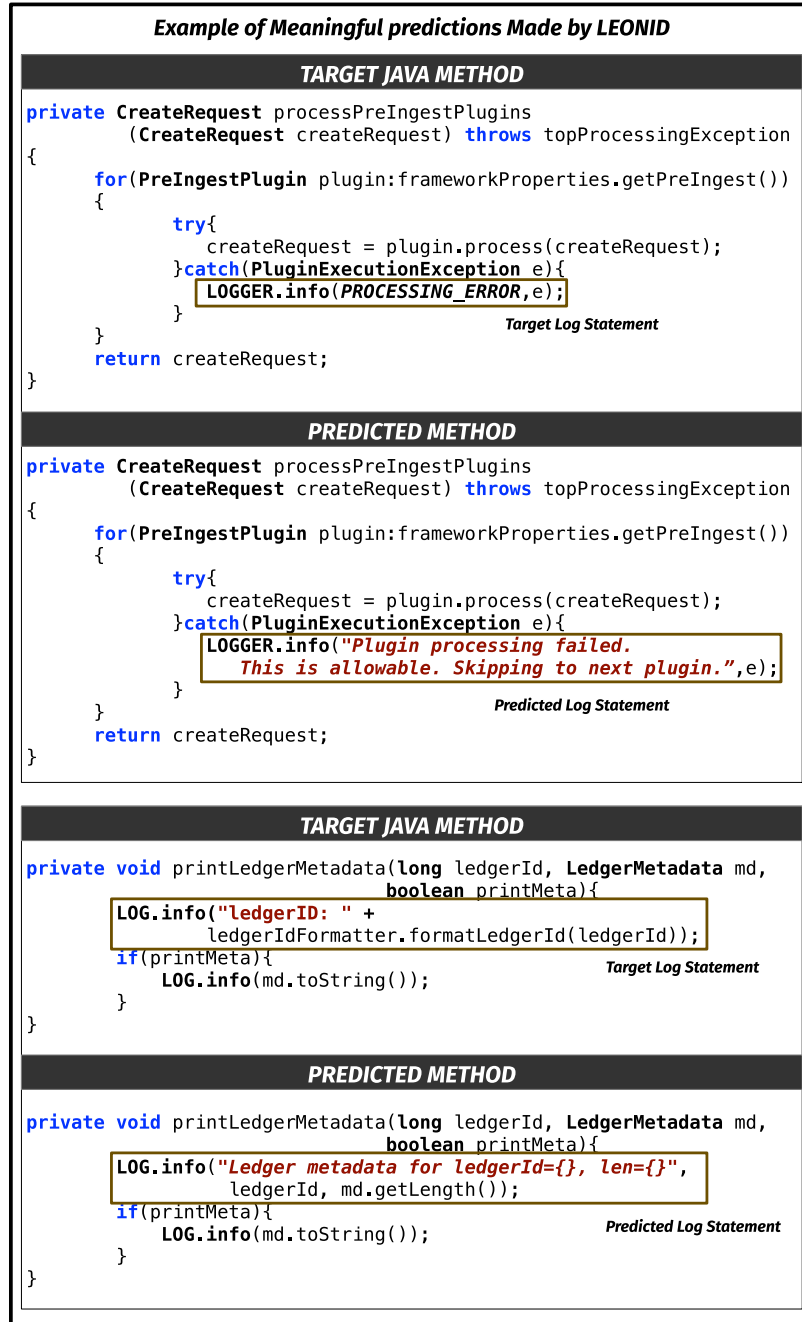 Example of Meaningful predictions Made by LEONID
TARGET JAVA METHOD
private CreateRequest processPreIngestPlugins
(CreateRequest createRequest) throws topProcessingException
{
for(PreIngestPlugin plugin:frameworkProperties.getPreIngest())
{
try{
createRequest = plugin.process(createRequest);
}catch(PluginExecutionException e){
LOGGER.info(PROCESSING_ERROR,e);
}
Target Log Statement
}
return createRequest;
}
PREDICTED METHOD
private CreateRequest processPreIngestPlugins
(CreateRequest createRequest) throws topProcessingException
{
for(PreIngestPlugin plugin:frameworkProperties.getPreIngest())
{
try{
createRequest = plugin.process(createRequest);
}catch(PluginExecutionException e){
LOGGER.info("Plugin processing failed.
This is allowable. Skipping to next plugin.”,e);
}
Predicted Log Statement
}
return createRequest;
}
TARGET JAVA METHOD
private void printLedgerMetadata(long ledgerId, LedgerMetadata md,
boolean printMeta){
LOG.info("ledgerID: " +
ledgerIdFormatter.formatLedgerId(ledgerId));
if(printMeta){
Target Log Statement
LOG.info(md.toString());
}
}
PREDICTED METHOD
private void printLedgerMetadata(long ledgerId, LedgerMetadata md,
boolean printMeta){
LOG.info("Ledger metadata for ledgerId={}, len={}",
ledgerId, md.getLength());
if(printMeta){
Predicted Log Statement
LOG.info(md.toString());
}
}